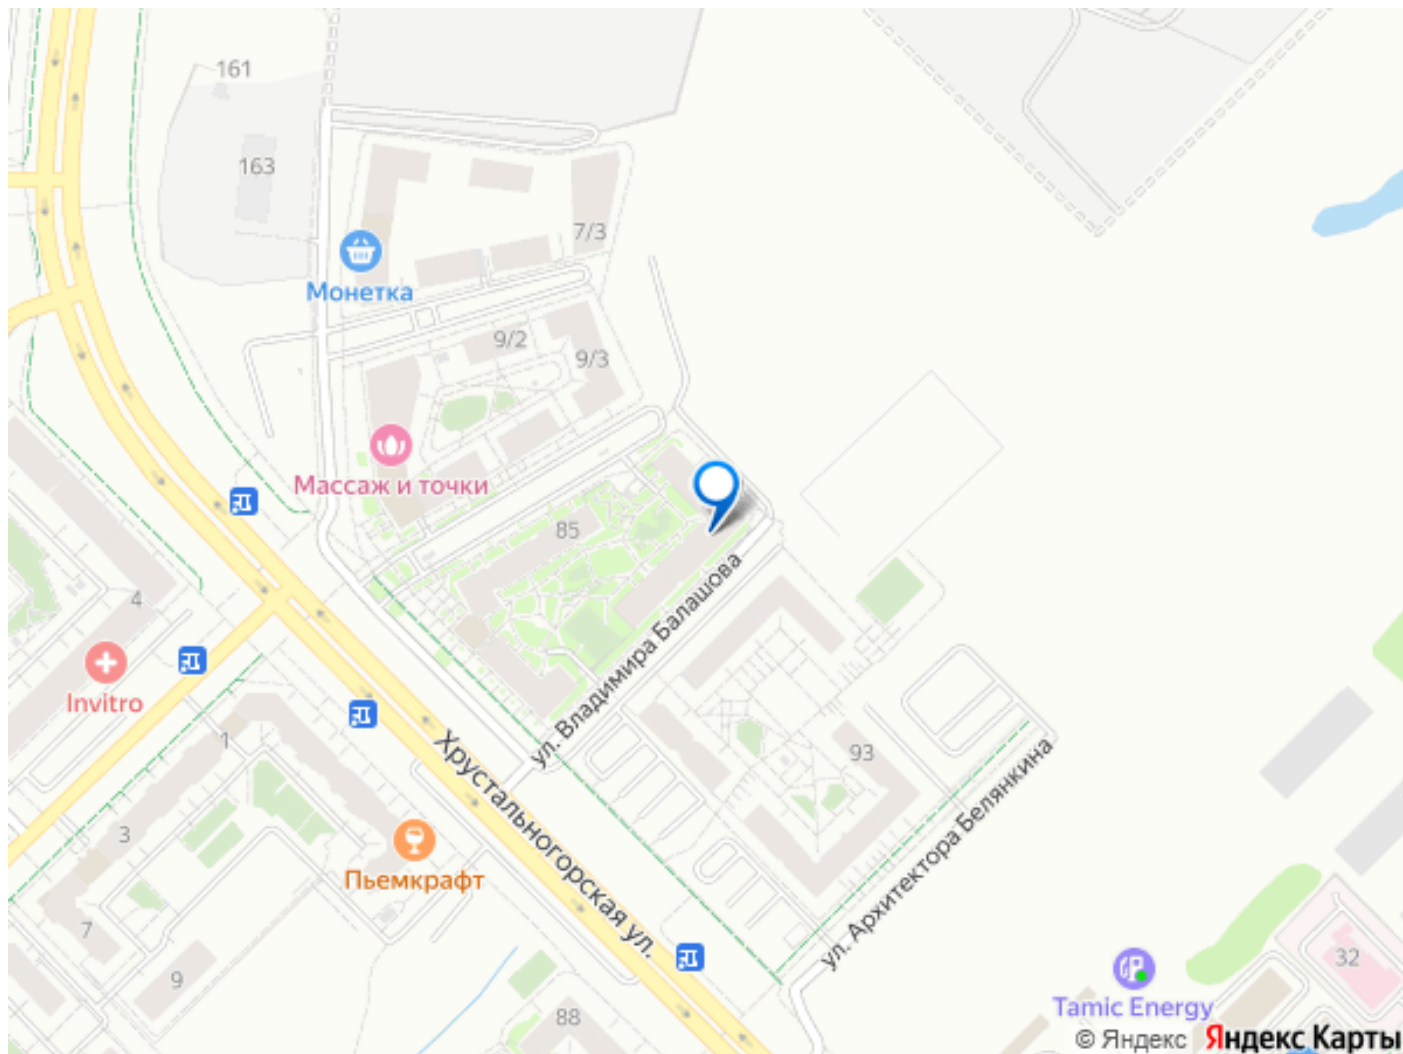 161
163
7/3
Монетка
9/2
9/3
Массаж и точки
85
4
Invitro
ул. Владимира Балашова
1
Хрустальногорская ул.
93
3
ул. Архитектора Белянкина
Пьемкрафт
7
9
32
88
Tamic Energy
© Яндекс Яндекс Карты